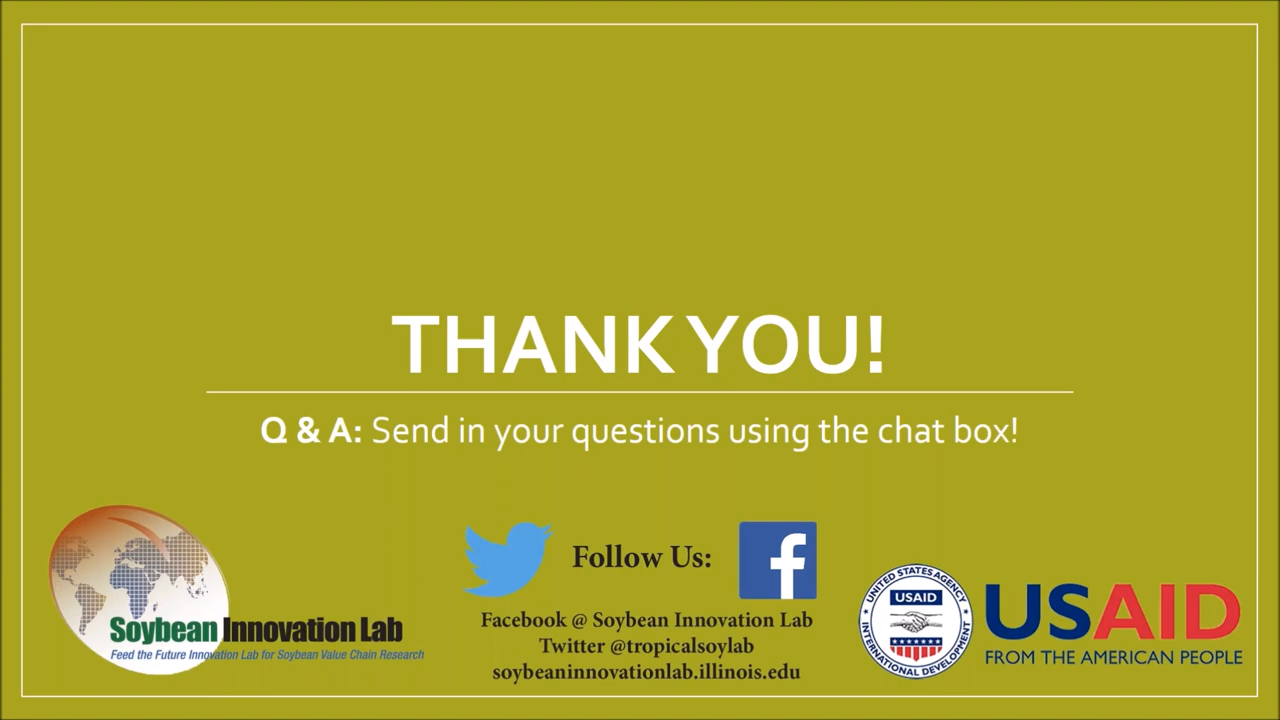 THANK YOU!
Q & A: Send in your questions using the chat box!
Follow Us:
Facebook @ Soybean Innovation Lab
Twitter @tropicalsoylab
soybeaninnovationlab.illinois.edu
Soybean Innovation Lab
Feed the Future Innovation Lab for Soybean Value Chain Research
UNITED STATES AGENCY
USAID
INTERNATIONAL DEVELOPMENT
USAID
FROM THE AMERICAN PEOPLE